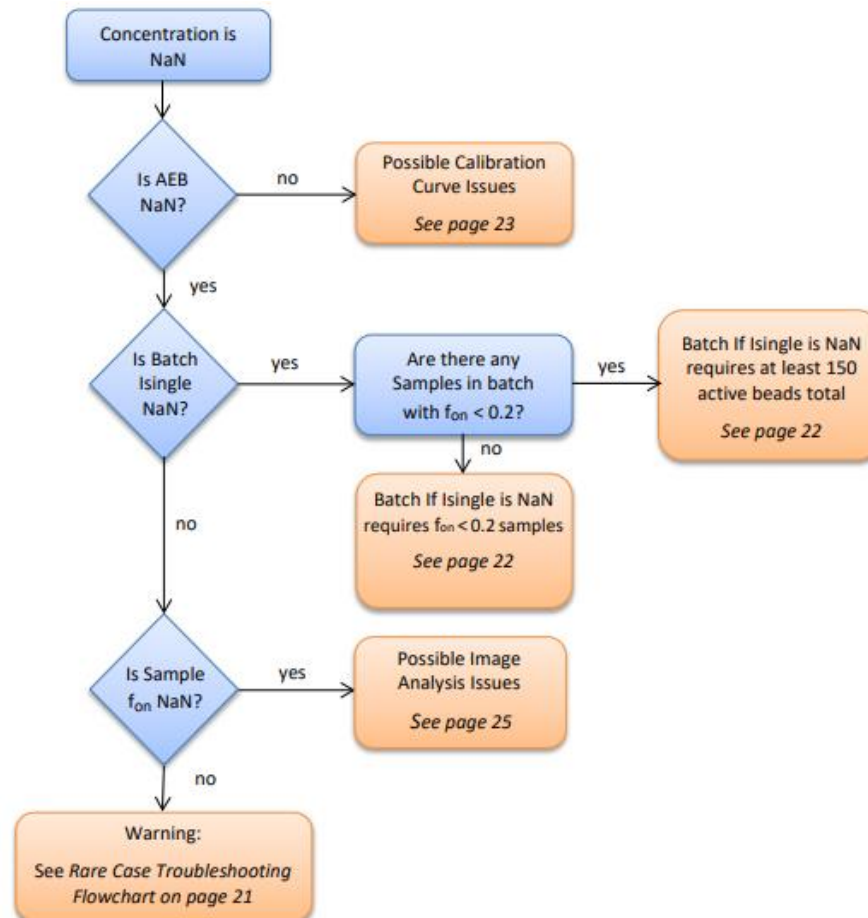 Concentration is
NaN
Is AEB
NaN?
no
Possible Calibration
Curve Issues
See page 23
yes
Is Batch
Isingle
NaN?
yes
Are there any
Samples in batch
with fon < 0.2?
yes
Batch If Isingle is NaN
requires at least 150
active beads total
See page 22
no
Batch If Isingle is NaN
requires fon < 0.2 samples
See page 22
no
Is Sample
fon NaN?
yes
Possible Image
Analysis Issues
See page 25
no
Warning:
See Rare Case Troubleshooting
Flowchart on page 21